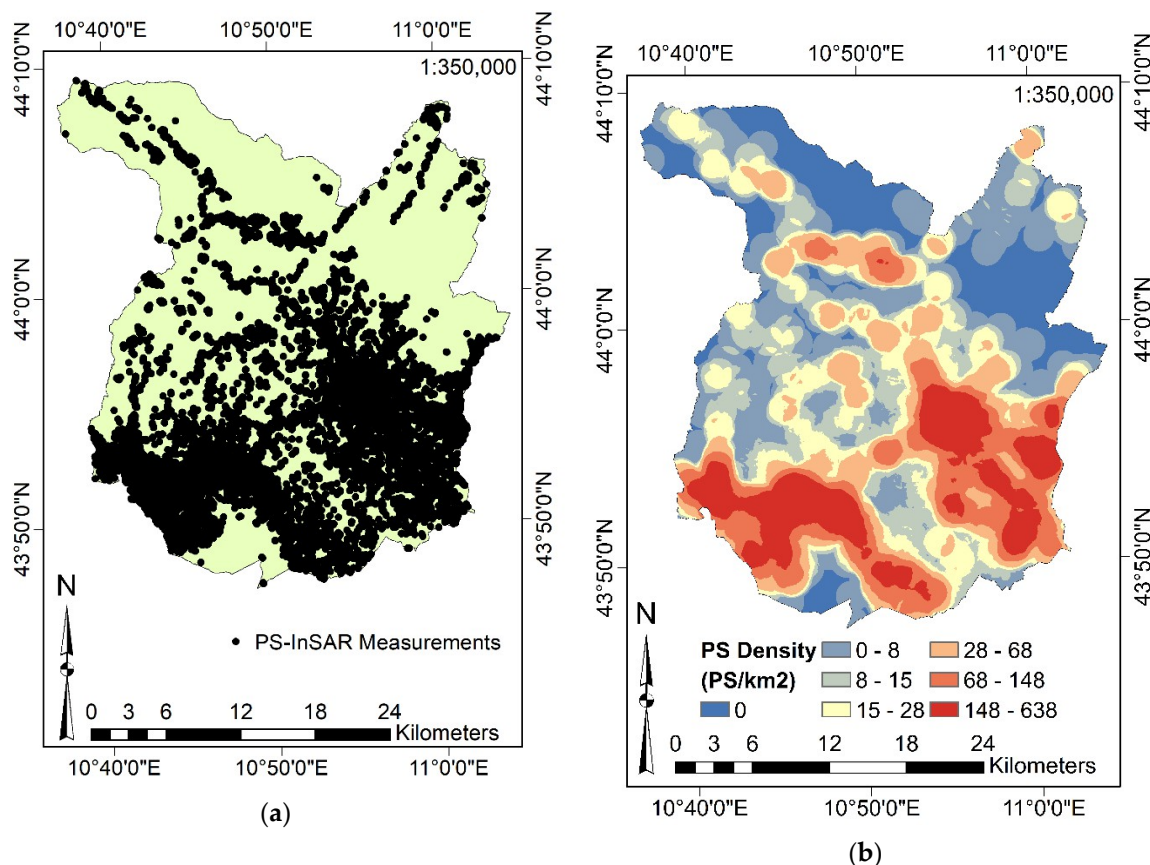 10°40'0"E 10°50'0"E 11°0'0"E
1:350,000
44°10'0"N 44°10'0"N
44°0'0"N 44°0'0"N
43°50'0"N 43°50'0"N
N
PS-InSAR Measurements
0 3 6 12 18 24
Kilometers
10°40'0"E 10°50'0"E 11°0'0"E
(a)
10°40'0"E 10°50'0"E 11°0'0"E
1:350,000
44°10'0"N 44°10'0"N
44°0'0"N 44°0'0"N
43°50'0"N 43°50'0"N
N
PS Density
(PS/km2)
0
0 - 8
8 - 15
15 - 28
28 - 68
68 - 148
148 - 638
0 3 6 12 18 24
Kilometers
10°40'0"E 10°50'0"E 11°0'0"E
(b)